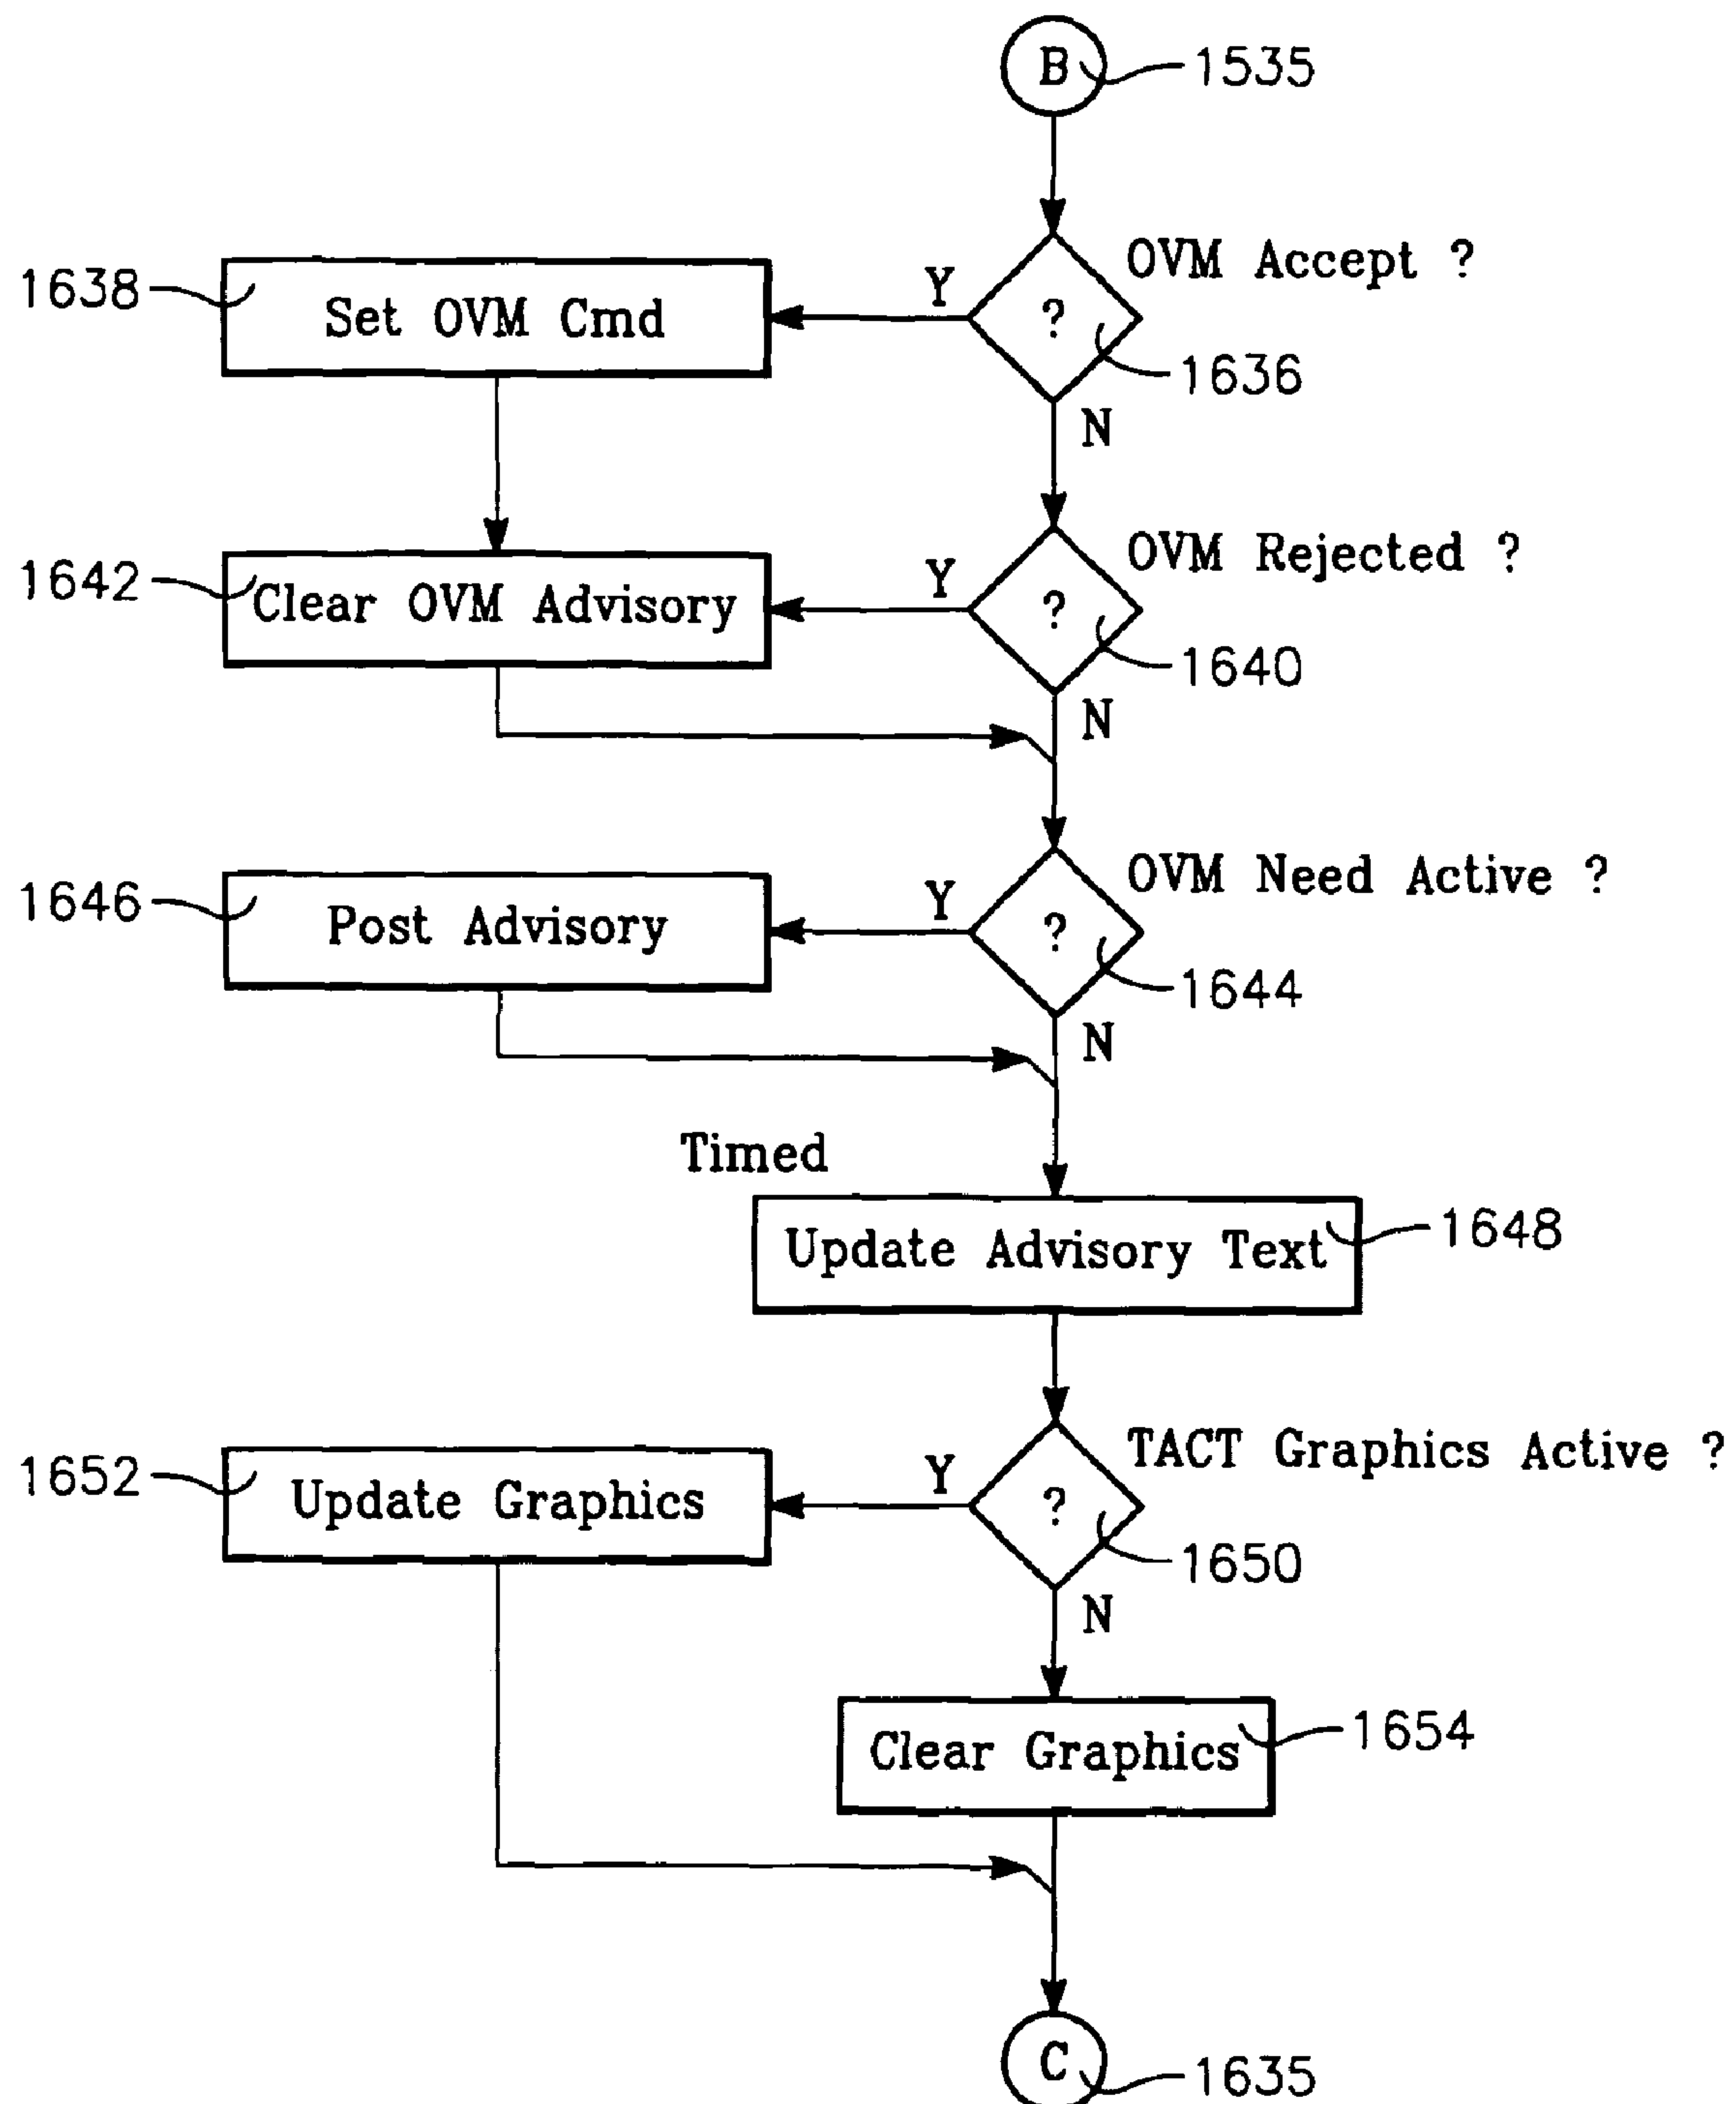 B 1535
OVM Accept ?
1638 Set OVM Cmd Y ? 1636
N
OVM Rejected ?
1642 Clear OVM Advisory Y ? 1640
N
OVM Need Active ?
1646 Post Advisory Y ? 1644
N
Timed
Update Advisory Text 1648
TACT Graphics Active ?
1652 Update Graphics Y ? 1650
N
Clear Graphics 1654
C 1635